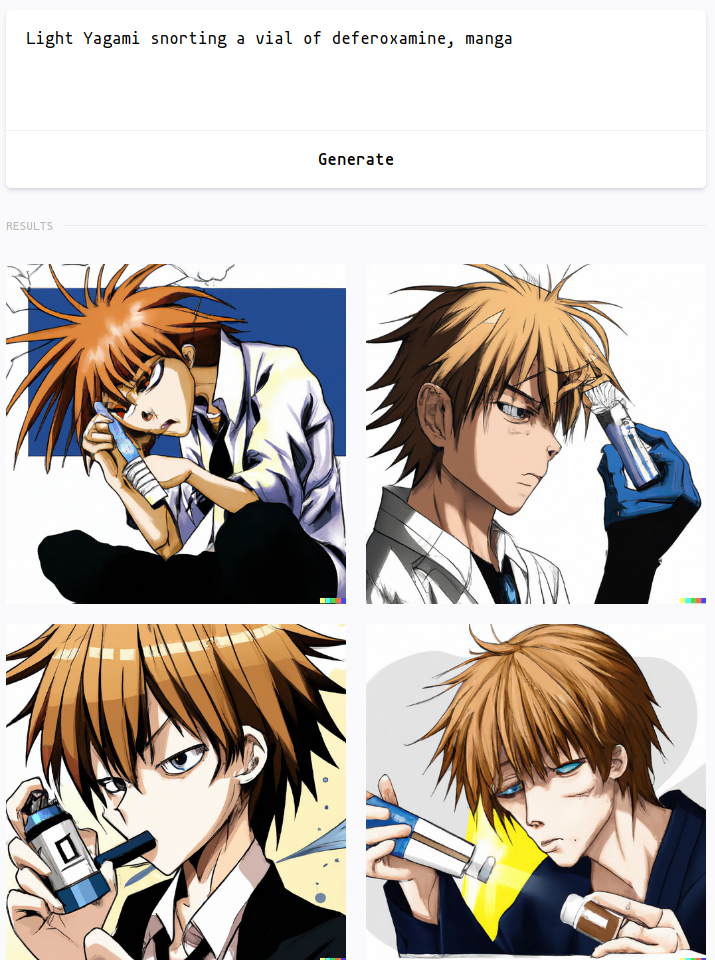 Light Yagami snorting a vial of deferoxamine, manga
Generate
RESULTS